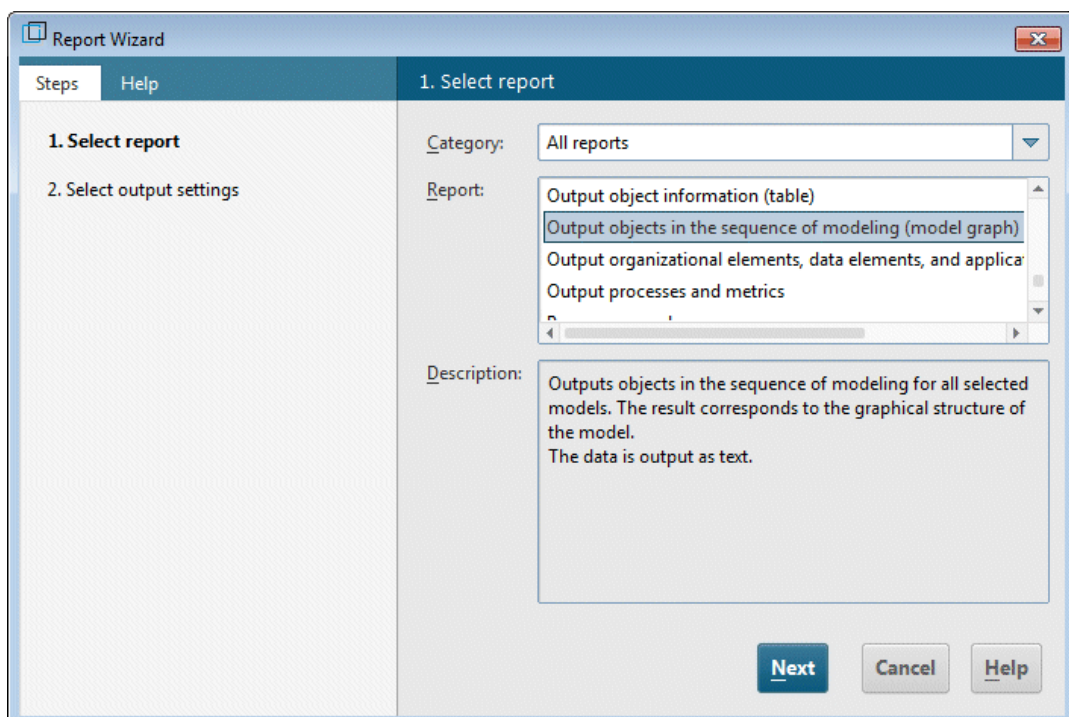 Report Wizard
Steps
Help
1. Select report
2. Select output settings
1. Select report
Category:
All reports
Report:
Output object information (table)
Output objects in the sequence of modeling (model graph)
Output organizational elements, data elements, and applica
Output processes and metrics
Description:
Outputs objects in the sequence of modeling for all selected
models. The result corresponds to the graphical structure of
the model.
The data is output as text.
Next
Cancel
Help